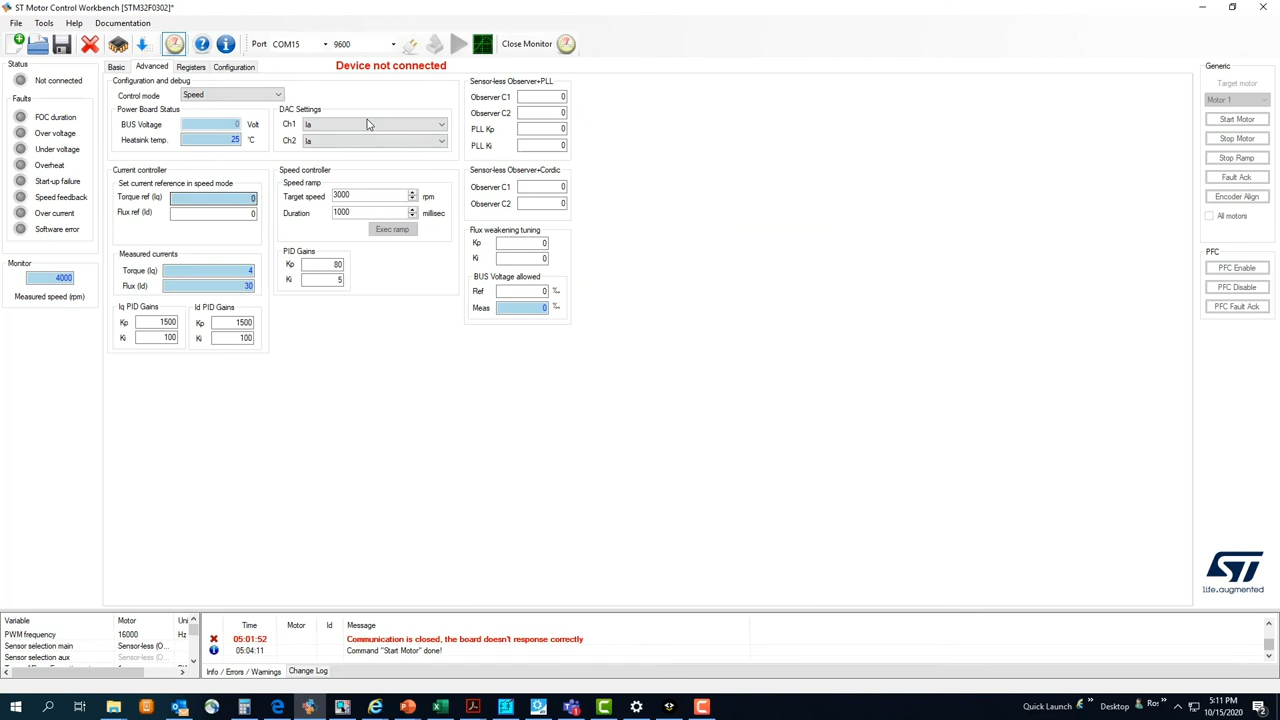 ST Motor Control Workbench [STM32F0302]*
File Tools Help Documentation
Port COM15 9600 Close Monitor
Status
Not connected
Faults
FOC duration
Over voltage
Under voltage
Overheat
Start-up failure
Speed feedback
Over current
Software error
Monitor
4000
Measured speed (rpm)
Basic Advanced Registers Configuration
Device not connected
Configuration and debug
Control mode Speed
Power Board Status
BUS Voltage 0 Volt
Heatsink temp. 25 °C
DAC Settings
Ch1 Ia
Ch2 Ia
Current controller
Set current reference in speed mode
Torque ref (Iq) 0
Flux ref (Id) 0
Measured currents
Torque (Iq) 4
Flux (Id) 30
Iq PID Gains
Kp 1500
Ki 100
Id PID Gains
Kp 1500
Ki 100
Speed controller
Speed ramp
Target speed 3000 rpm
Duration 1000 millisec
Exec ramp
PID Gains
Kp 80
Ki 5
Sensor-less Observer+PLL
Observer C1 0
Observer C2 0
PLL Kp 0
PLL Ki 0
Sensor-less Observer+Cordic
Observer C1 0
Observer C2 0
Flux weakening tuning
Kp 0
Ki 0
BUS Voltage allowed
Ref 0 ‰
Meas 0 ‰
Generic
Target motor
Motor 1
Start Motor
Stop Motor
Stop Ramp
Fault Ack
Encoder Align
All motors
PFC
PFC Enable
PFC Disable
PFC Fault Ack
ST
life.augmented
Variable Motor Uni
PWM frequency 16000 Hz
Sensor selection main Sensor-less (O...
Sensor selection aux Sensor-less (O...
Time Motor Id Message
05:01:52 Communication is closed, the board doesn't response correctly
05:04:11 Command "Start Motor" done!
Info / Errors / Warnings Change Log
Quick Launch Desktop Ros 5:11 PM
10/15/2020